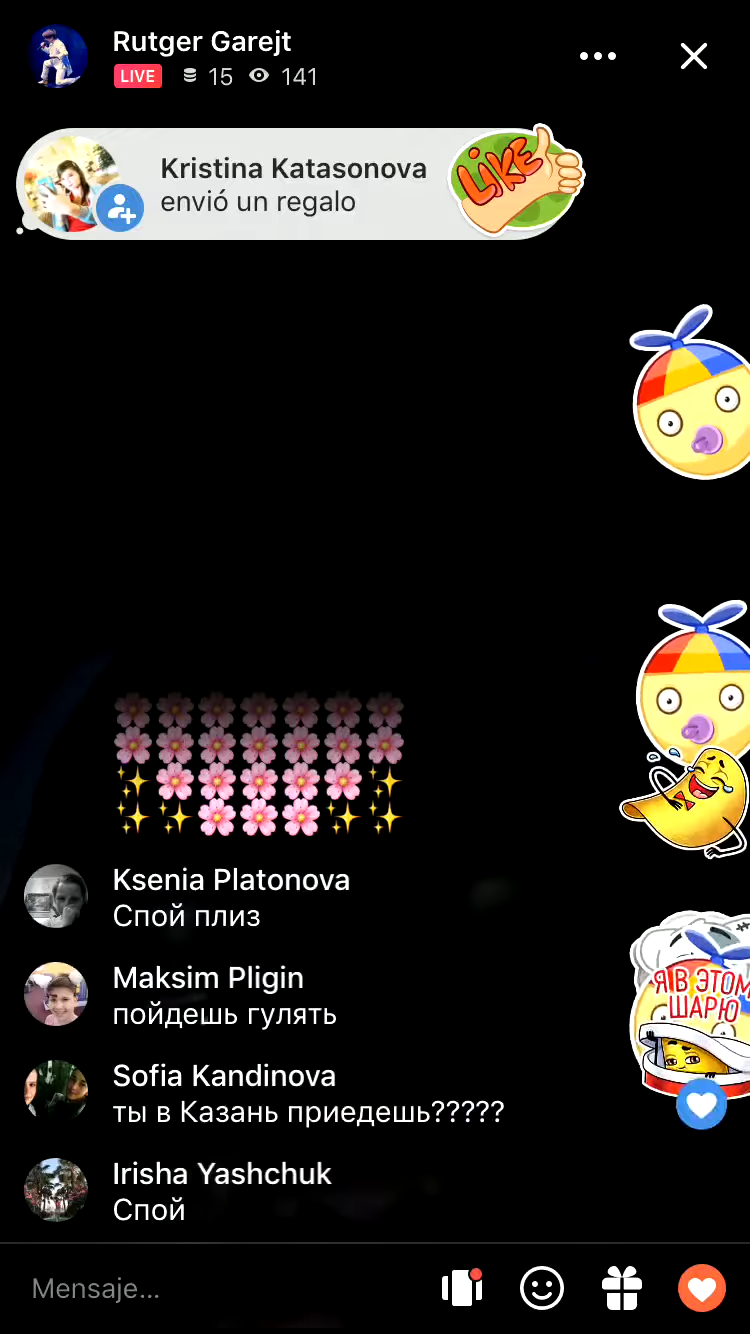 Rutger Garejt
LIVE 15 141
Kristina Katasonova
envió un regalo
LIKE
Ksenia Platonova
Спой плиз
Maksim Pligin
пойдешь гулять
Я В ЭТОМ
ШАРЮ
Sofia Kandinova
ты в Казань приедешь?????
Irisha Yashchuk
Спой
Mensaje...